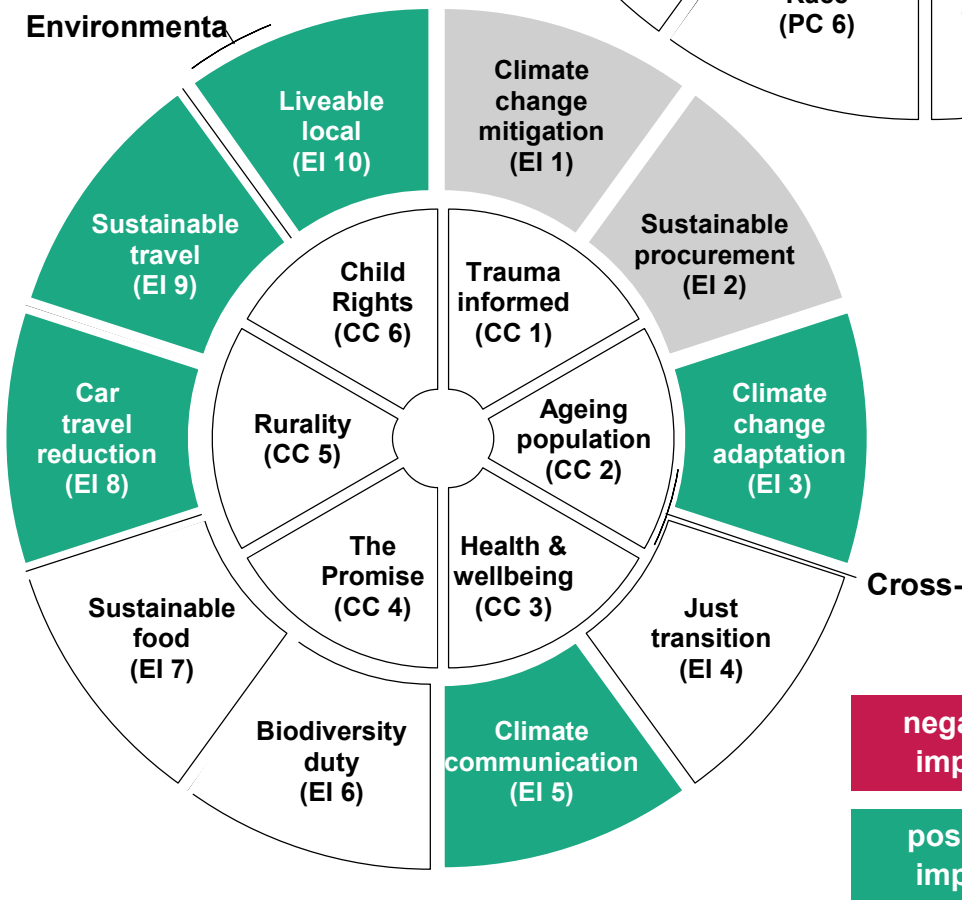 (PC 6)
Environmenta
Climate
change
mitigation
(EI 1)
Liveable
local
(EI 10)
Sustainable
travel
(EI 9)
Sustainable
procurement
(EI 2)
Child
Rights
(CC 6)
Trauma
informed
(CC 1)
Car
travel
reduction
(EI 8)
Rurality
(CC 5)
Ageing
population
(CC 2)
Climate
change
adaptation
(EI 3)
The
Promise
(CC 4)
Health &
wellbeing
(CC 3)
Cross-
Sustainable
food
(EI 7)
Just
transition
(EI 4)
Biodiversity
duty
(EI 6)
Climate
communication
(EI 5)
nega
imp
pos
imp